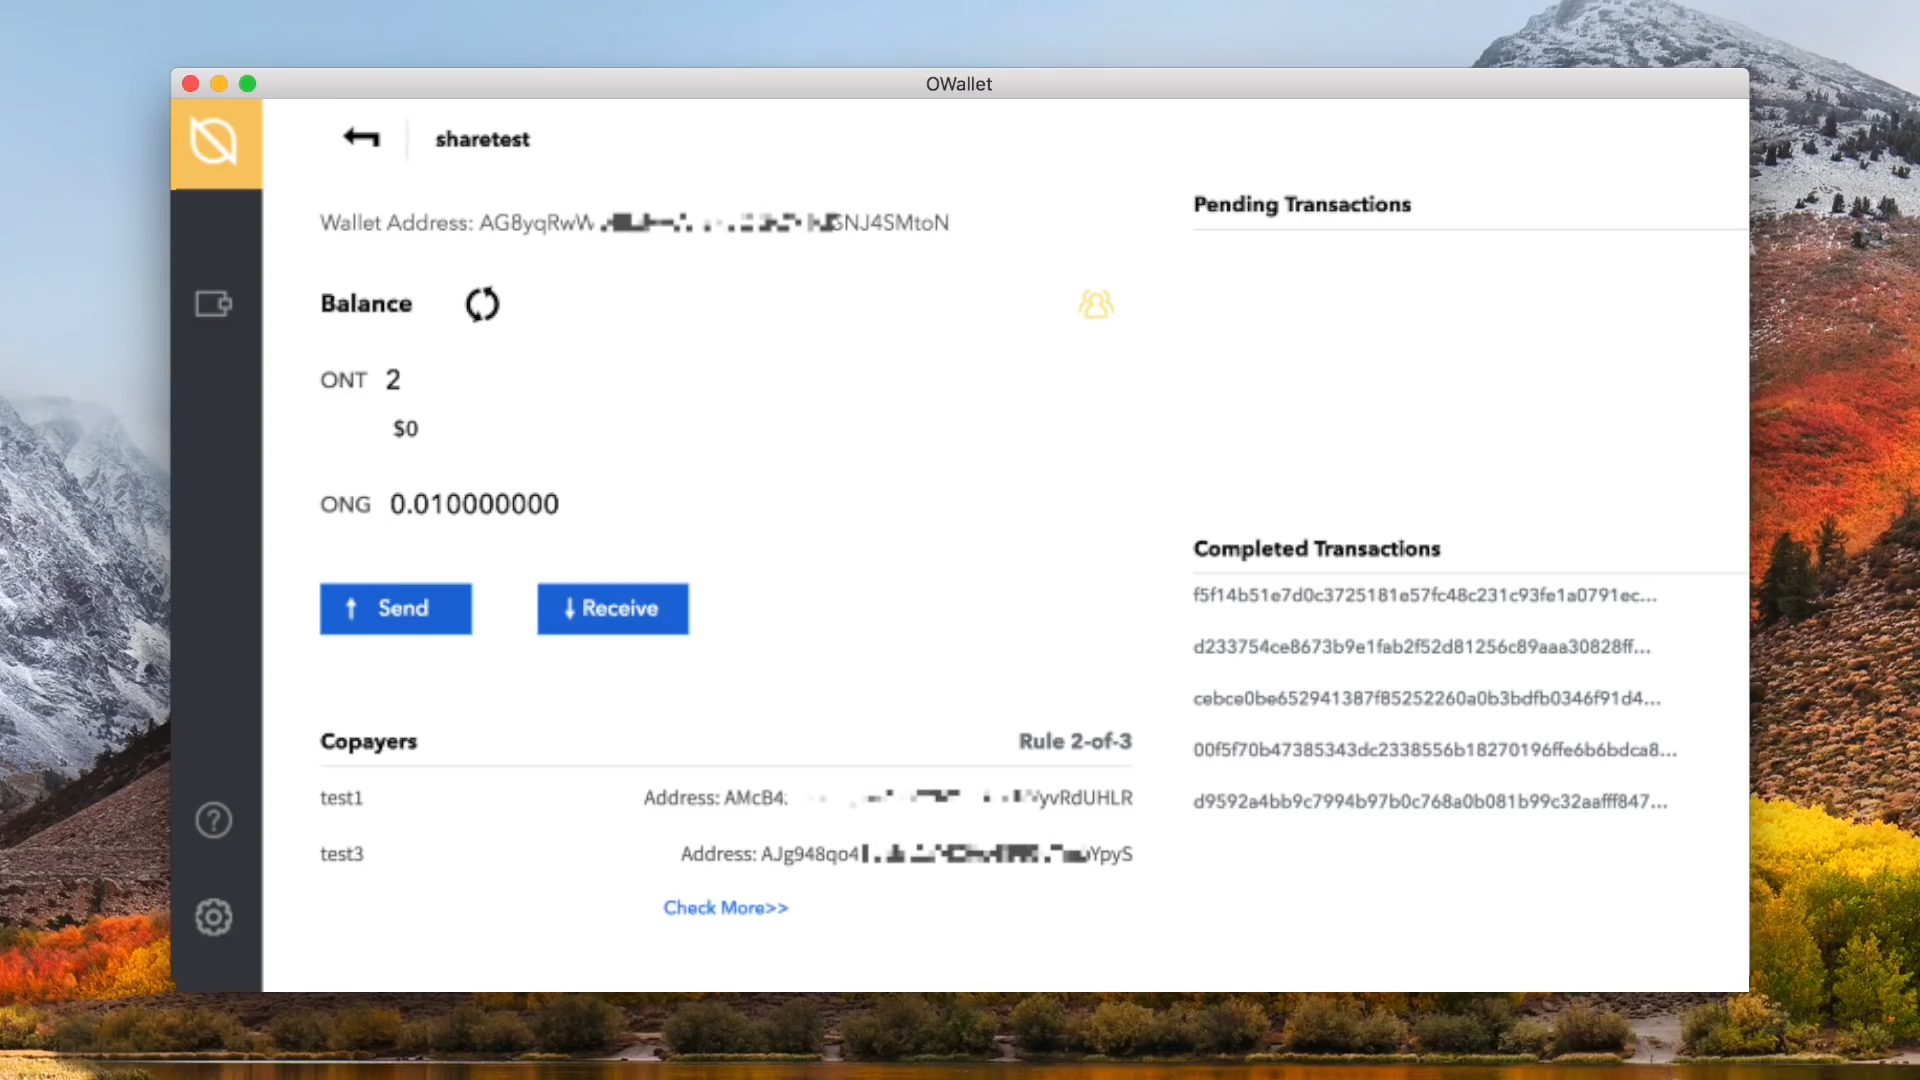 OWallet
sharetest
Wallet Address: AG8yqRwW NJ4SMtoN
Balance
ONT 2
$0
ONG 0.010000000
Send
Receive
Copayers
Rule 2-of-3
test1
Address: AMcB4 yvRdUHLR
test3
Address: AJg948qo4 YpyS
Check More>>
Pending Transactions
Completed Transactions
f5f14b51e7d0c3725181e57fc48c231c93fe1a0791ec...
d233754ce8673b9e1fab2f52d81256c89aaa30828ff...
cebce0be652941387f85252260a0b3bdfb0346f91d4...
00f5f70b47385343dc2338556b18270196ffe6b6bdca8...
d9592a4bb9c7994b97b0c768a0b081b99c32aafff847...